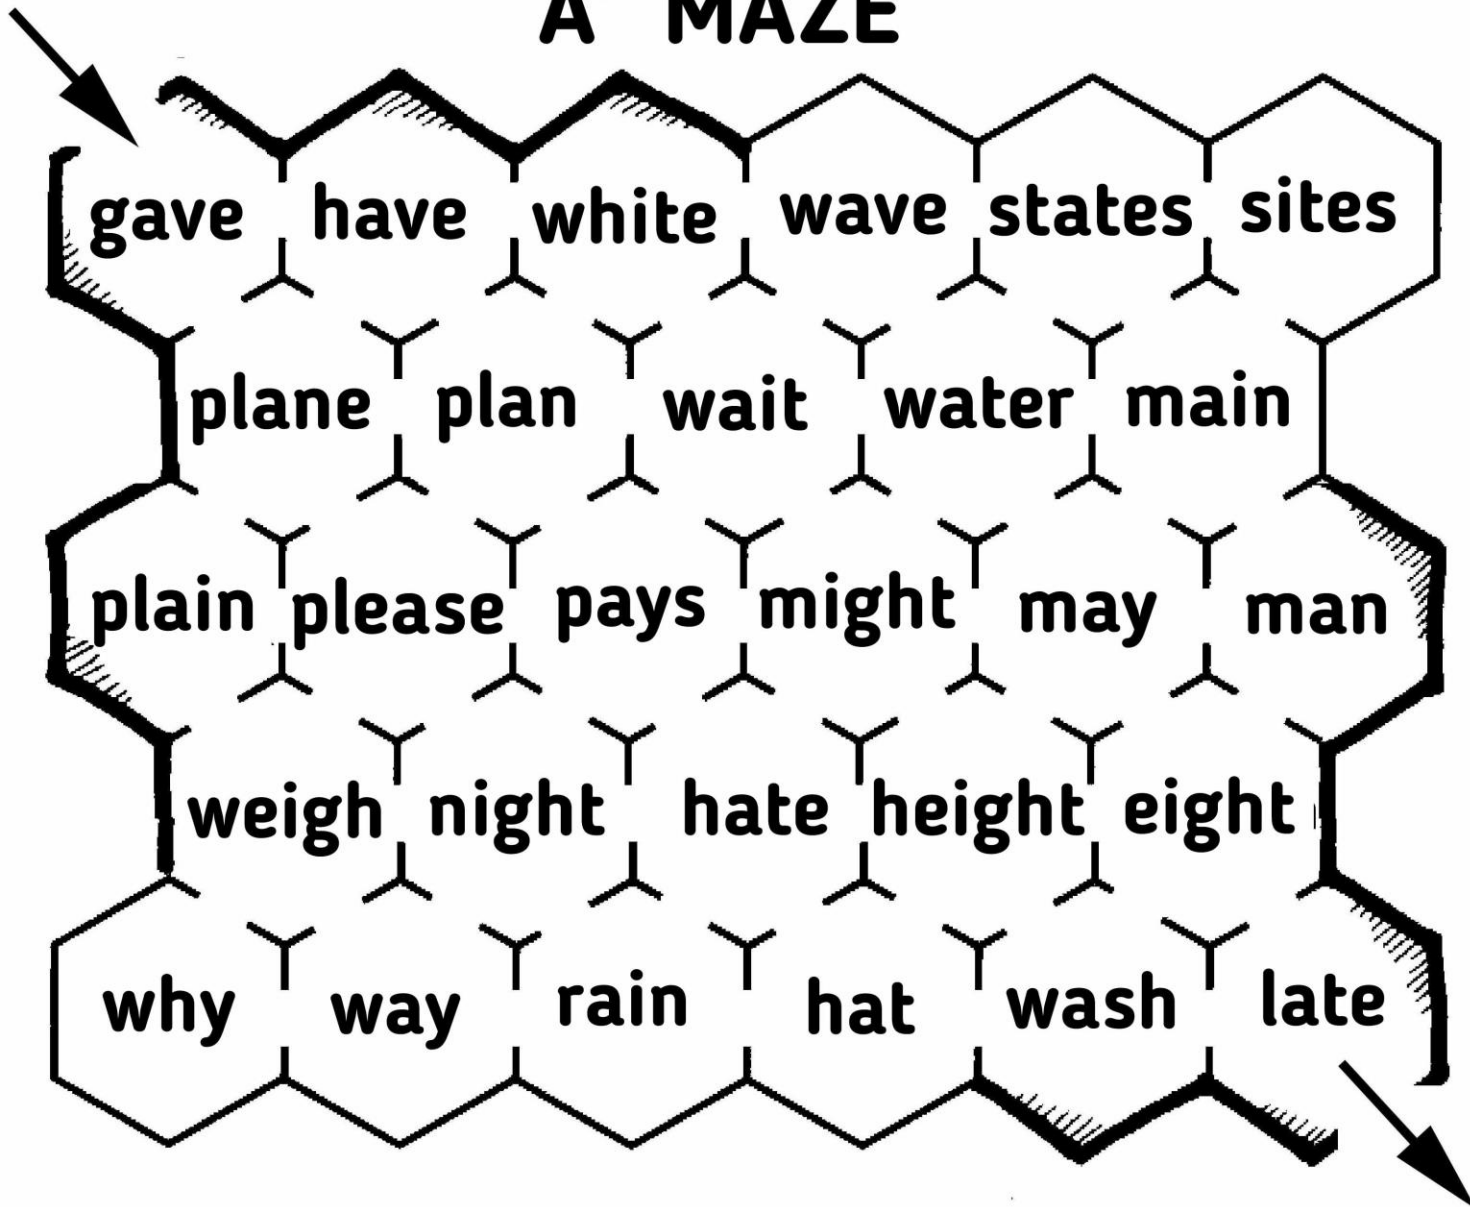 A MAZE
gave have white wave states sites
plane plan wait water main
plain please pays might may man
weigh night hate height eight
why way rain hat wash late